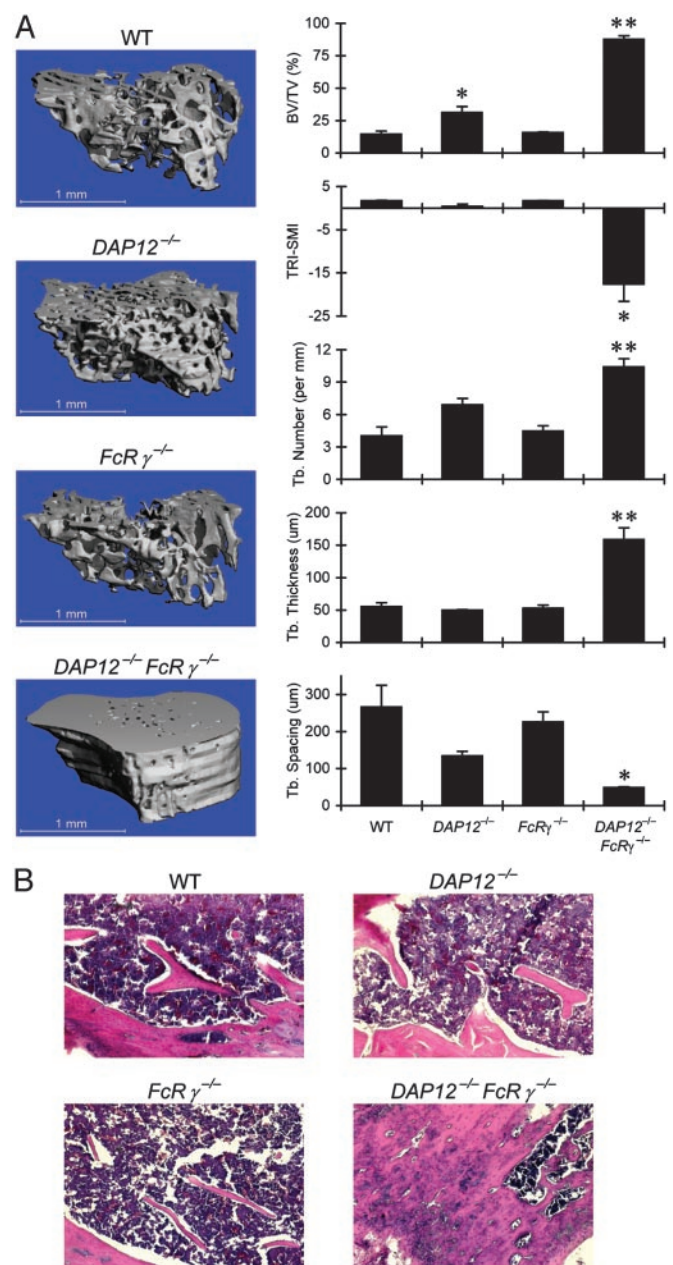 A
WT
1 mm
DAP12−/−
1 mm
FcR γ−/−
1 mm
DAP12−/− FcR γ−/−
1 mm
BV/TV (%)
100
75
50
25
0
*
**
TRI-SMI
5
-5
-15
-25
*
Tb. Number (per mm)
12
9
6
3
0
**
Tb. Thickness (um)
200
150
100
50
0
**
Tb. Spacing (um)
300
200
100
0
*
WT
DAP12−/−
FcRγ−/−
DAP12−/−
FcRγ−/−
B
WT
DAP12−/−
FcR γ−/−
DAP12−/− FcR γ−/−